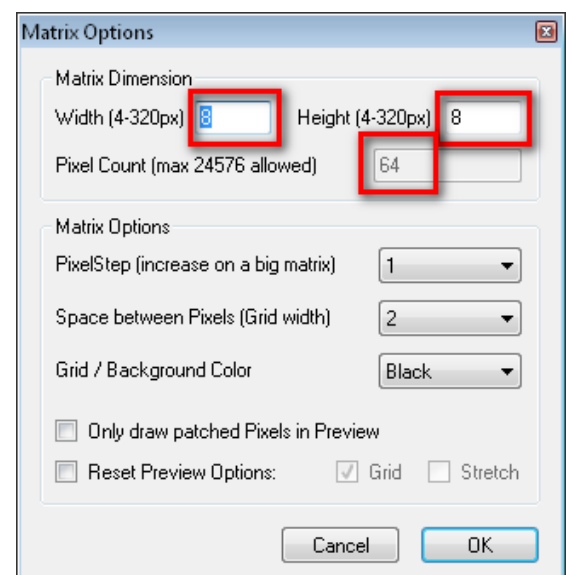 Matrix Options
Matrix Dimension
Width (4-320px) 8 Height (4-320px) 8
Pixel Count (max 24576 allowed) 64
Matrix Options
PixelStep (increase on a big matrix) 1
Space between Pixels (Grid width) 2
Grid / Background Color Black
Only draw patched Pixels in Preview
Reset Preview Options: Grid Stretch
Cancel OK